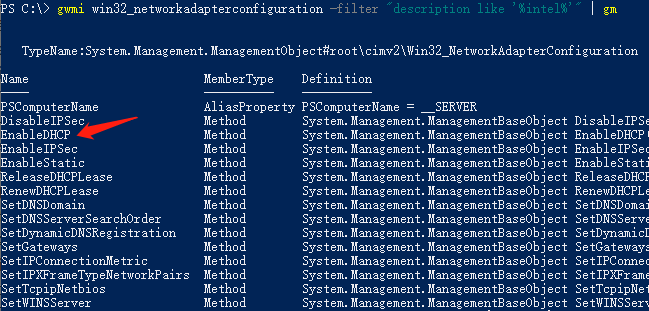 PS C:\> gwmi win32_networkadapterconfiguration -filter "description like '%intel%'" | gm
TypeName:System.Management.ManagementObject#root\cimv2\Win32_NetworkAdapterConfiguration
Name MemberType Definition
---- ---------- ----------
PSComputerName AliasProperty PSComputerName = __SERVER
DisableIPSec Method System.Management.ManagementBaseObject DisableIPSe
EnableDHCP Method System.Management.ManagementBaseObject EnableDHCP(
EnableIPSec Method System.Management.ManagementBaseObject EnableIPSec
EnableStatic Method System.Management.ManagementBaseObject EnableStati
ReleaseDHCPLease Method System.Management.ManagementBaseObject ReleaseDHCP
RenewDHCPLease Method System.Management.ManagementBaseObject RenewDHCPLe
SetDNSDomain Method System.Management.ManagementBaseObject SetDNSDomai
SetDNSServerSearchOrder Method System.Management.ManagementBaseObject SetDNSServe
SetDynamicDNSRegistration Method System.Management.ManagementBaseObject SetDynamicD
SetGateways Method System.Management.ManagementBaseObject SetGateways
SetIPConnectionMetric Method System.Management.ManagementBaseObject SetIPConnec
SetIPXFrameTypeNetworkPairs Method System.Management.ManagementBaseObject SetIPXFrame
SetTcpipNetbios Method System.Management.ManagementBaseObject SetTcpipNet
SetWINSServer Method System.Management.ManagementBaseObject SetWINSServ